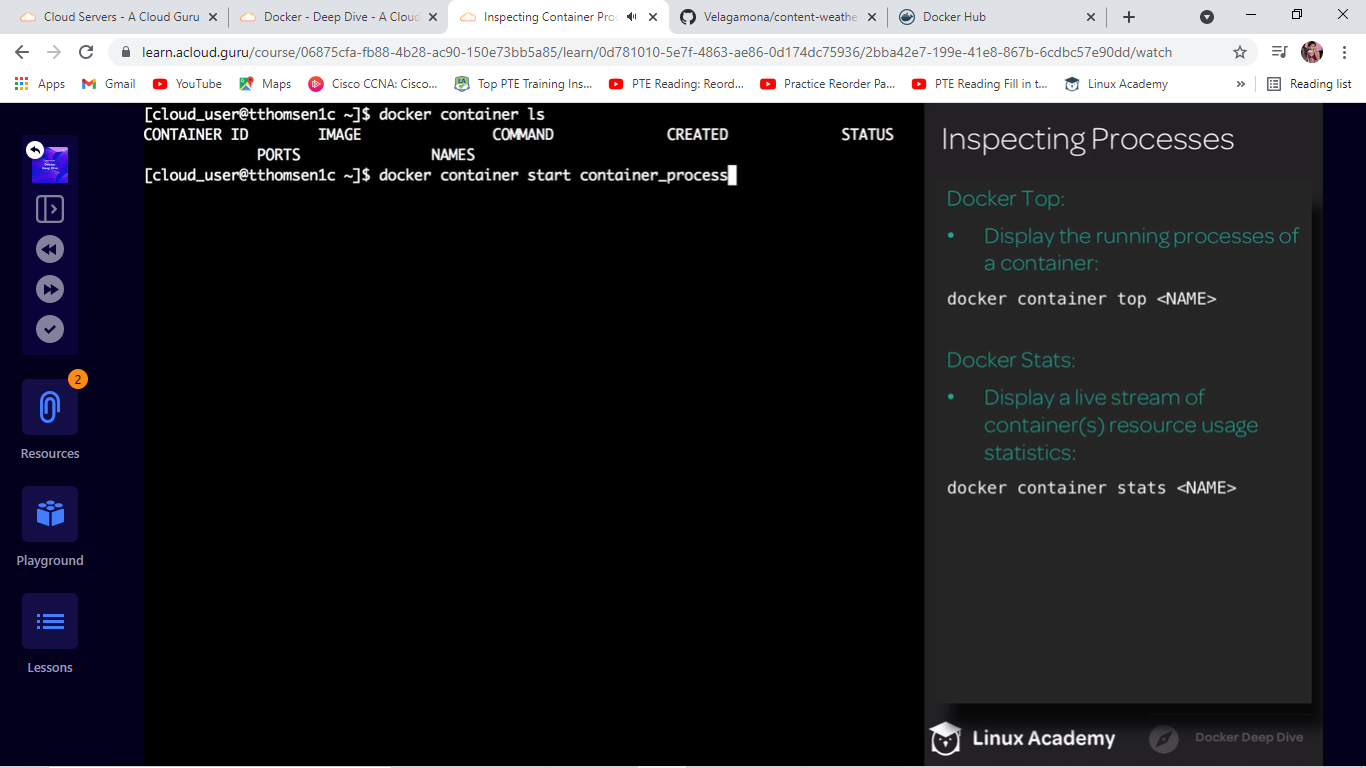 Cloud Servers - A Cloud Guru
Docker - Deep Dive - A Cloud
Inspecting Container Pro
Velagamona/content-weathe
Docker Hub
learn.acloud.guru/course/06875cfa-fb88-4b28-ac90-150e73bb5a85/learn/0d781010-5e7f-4863-ae86-0d174dc75936/2bba42e7-199e-41e8-867b-6cdbc57e90dd/watch
Apps
Gmail
YouTube
Maps
Cisco CCNA: Cisco...
Top PTE Training Ins...
PTE Reading: Reord...
Practice Reorder Pa...
PTE Reading Fill in t...
Linux Academy
»
Reading list
[cloud_user@tthomsen1c ~]$ docker container ls
CONTAINER ID IMAGE COMMAND CREATED STATUS
PORTS NAMES
[cloud_user@tthomsen1c ~]$ docker container start container_process
2
Resources
Playground
Lessons
Inspecting Processes
Docker Top:
• Display the running processes of
a container:
docker container top <NAME>
Docker Stats:
• Display a live stream of
container(s) resource usage
statistics:
docker container stats <NAME>
Linux Academy
Docker Deep Dive